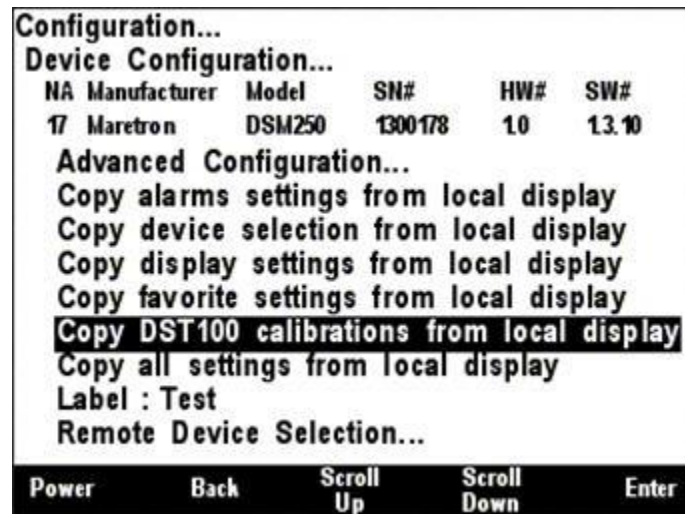 Configuration...
Device Configuration...
NA Manufacturer Model SN# HW# SW#
17 Maretron DSM250 1300178 1.0 1.3.10
Advanced Configuration...
Copy alarms settings from local display
Copy device selection from local display
Copy display settings from local display
Copy favorite settings from local display
Copy DST100 calibrations from local display
Copy all settings from local display
Label : Test
Remote Device Selection...
Power Back Scroll Up Scroll Down Enter